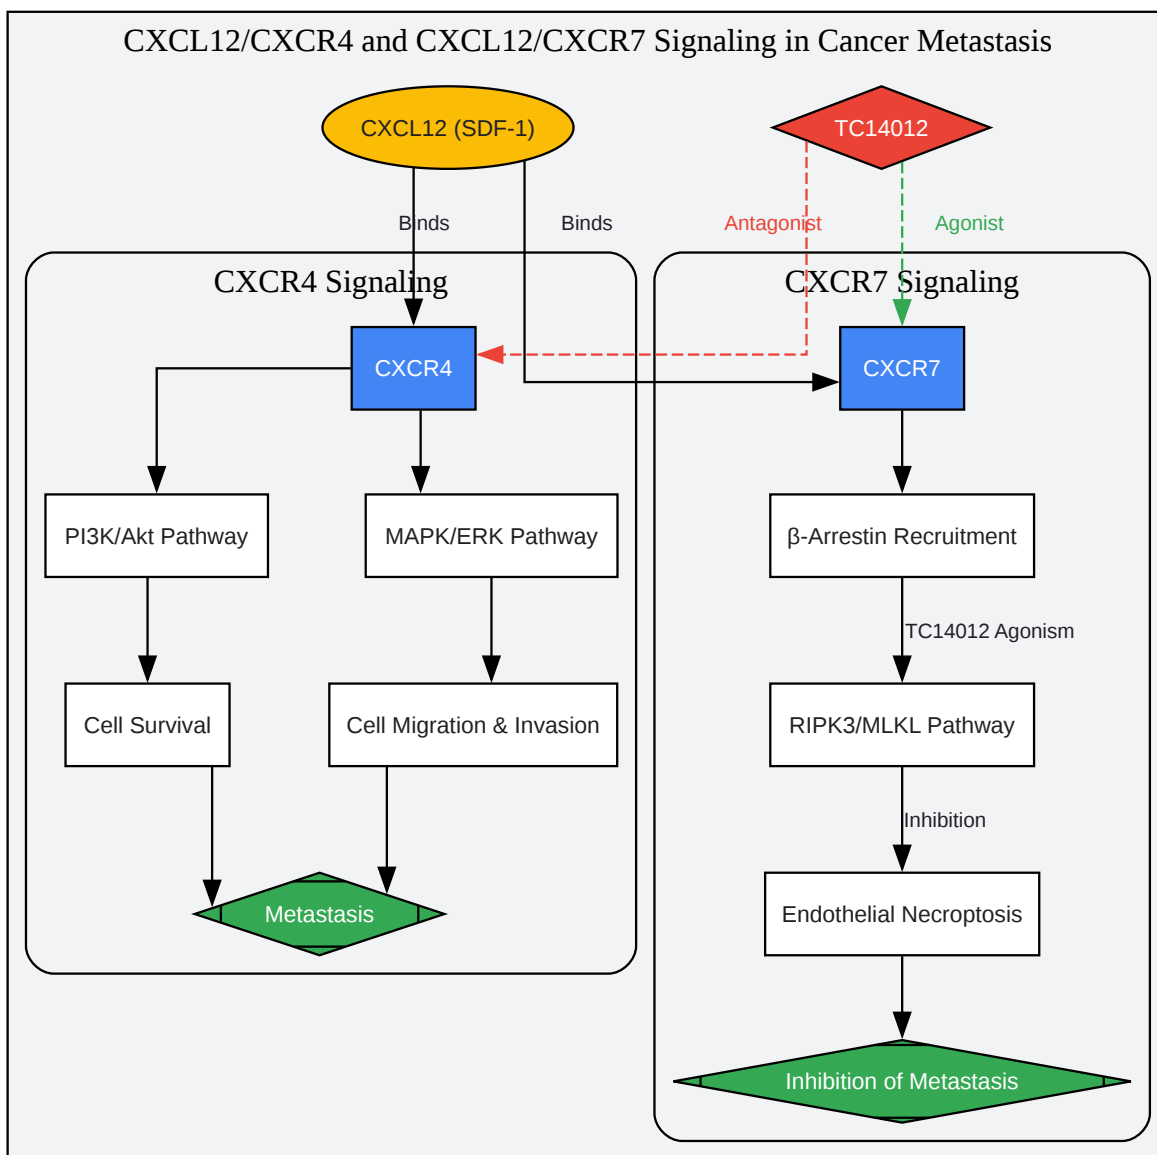 CXCL12/CXCR4 and CXCL12/CXCR7 Signaling in Cancer Metastasis
CXCL12 (SDF-1)
TC14012
Binds
Binds
Antagonist
Agonist
CXCR4 Signaling
CXCR7 Signaling
CXCR4
CXCR7
PI3K/Akt Pathway
MAPK/ERK Pathway
β-Arrestin Recruitment
TC14012 Agonism
Cell Survival
Cell Migration & Invasion
RIPK3/MLKL Pathway
Inhibition
Metastasis
Endothelial Necroptosis
Inhibition of Metastasis